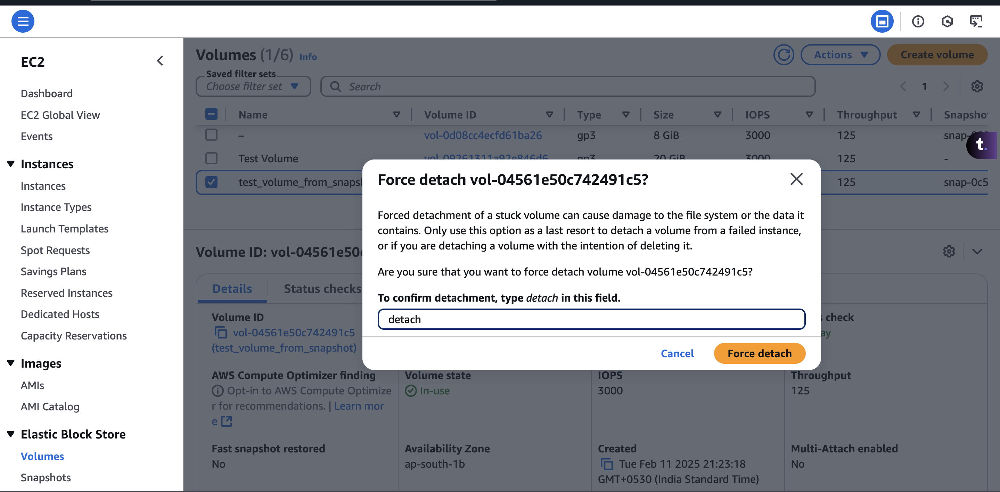 EC2
Dashboard
EC2 Global View
Events
Instances
Instances
Instance Types
Launch Templates
Spot Requests
Savings Plans
Reserved Instances
Dedicated Hosts
Capacity Reservations
Images
AMIs
AMI Catalog
Elastic Block Store
Volumes
Snapshots
Volumes (1/6) Info
Actions
Create volume
Saved filter sets
Choose filter set
Search
1
Name Volume ID Type Size IOPS Throughput Snapsho
– vol-0d08cc4ecfd61ba26 gp3 8 GiB 3000 125 snap-
Test Volume vol-09261311a92e846d6 gp3 20 GiB 3000 125 -
test_volume_from_snapsh 125 snap-0c5
t.
Force detach vol-04561e50c742491c5?
Forced detachment of a stuck volume can cause damage to the file system or the data it
contains. Only use this option as a last resort to detach a volume from a failed instance,
or if you are detaching a volume with the intention of deleting it.
Are you sure that you want to force detach volume vol-04561e50c742491c5?
To confirm detachment, type detach in this field.
detach
Cancel
Force detach
Volume ID: vol-04561e50
Details
Status checks
Volume ID
vol-04561e50c742491c5
(test_volume_from_snapshot)
check
ay
AWS Compute Optimizer finding
Opt-in to AWS Compute Optimize
r for recommendations. | Learn mor
e
Volume state
In-use
IOPS
3000
Throughput
125
Fast snapshot restored
No
Availability Zone
ap-south-1b
Created
Tue Feb 11 2025 21:23:18
GMT+0530 (India Standard Time)
Multi-Attach enabled
No